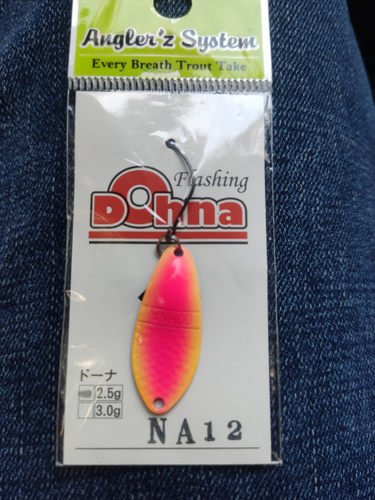 Angler'z System
Every Breath Trout Take
Flashing
Dohna
ドーナ
2.5g
3.0g
NA12